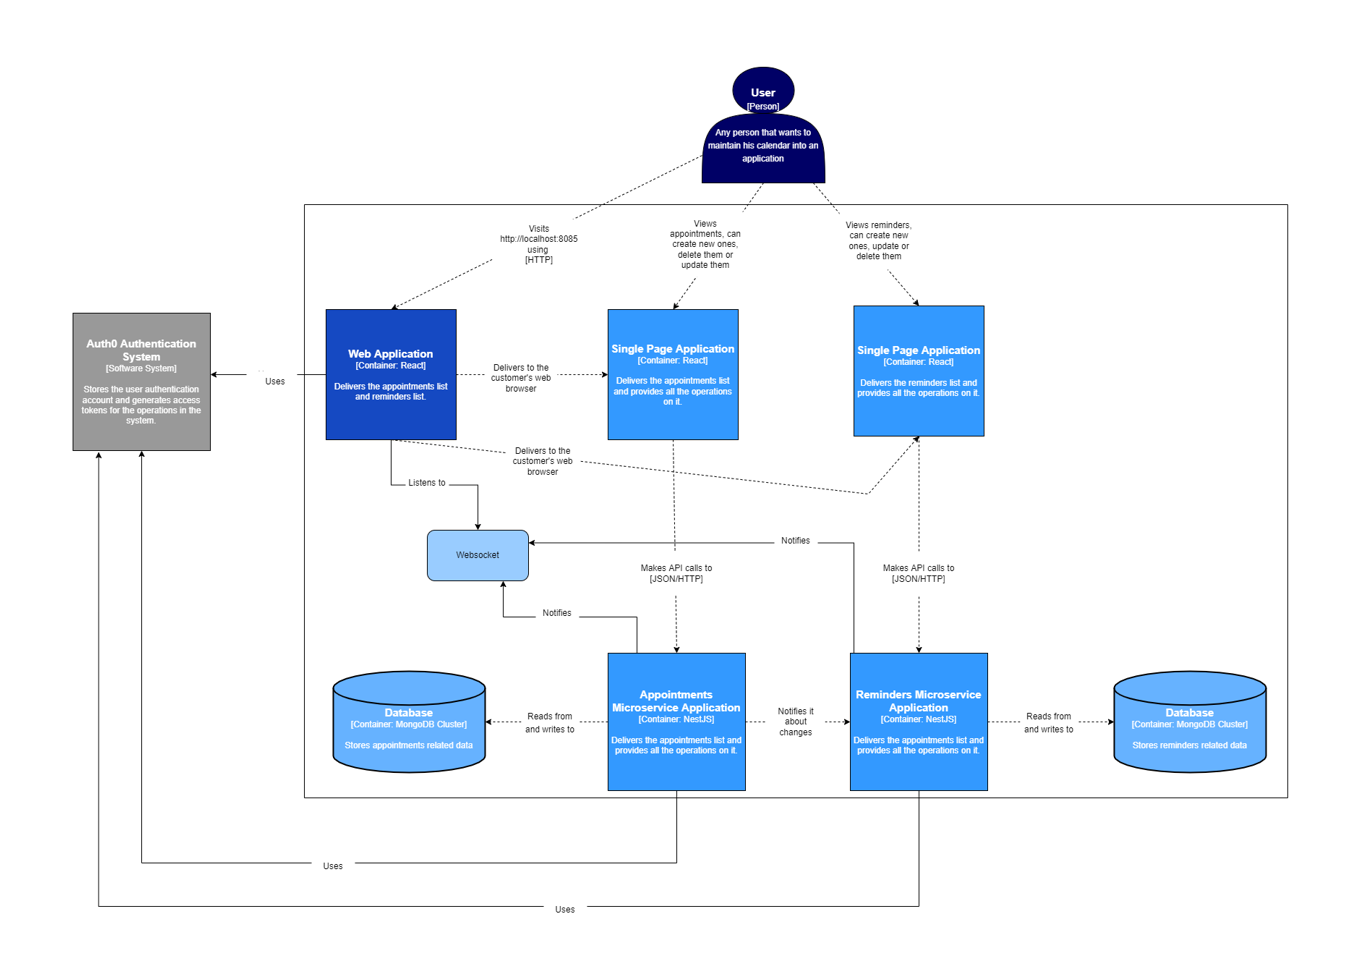 User
[Person]
Any person that wants to
maintain his calendar into an
application
Visits
http://localhost:8085
using
[HTTP]
Views
appointments, can
create new ones,
delete them or
update them
Views reminders,
can create new
ones, update or
delete them
Auth0 Authentication
System
[Software System]
Stores the user authentication
account and generates access
tokens for the operations in the
system.
Uses
Web Application
[Container: React]
Delivers the appointments list
and reminders list.
Delivers to the
customer's web
browser
Single Page Application
[Container: React]
Delivers the appointments list
and provides all the operations
on it.
Single Page Application
[Container: React]
Delivers the reminders list and
provides all the operations on it.
Delivers to the
customer's web
browser
Listens to
Websocket
Notifies
Makes API calls to
[JSON/HTTP]
Makes API calls to
[JSON/HTTP]
Notifies
Database
[Container: MongoDB Cluster]
Stores appointments related data
Reads from
and writes to
Appointments
Microservice Application
[Container: NestJS]
Delivers the appointments list and
provides all the operations on it.
Notifies it
about
changes
Reminders Microservice
Application
[Container: NestJS]
Delivers the appointments list and
provides all the operations on it.
Reads from
and writes to
Database
[Container: MongoDB Cluster]
Stores reminders related data
Uses
Uses